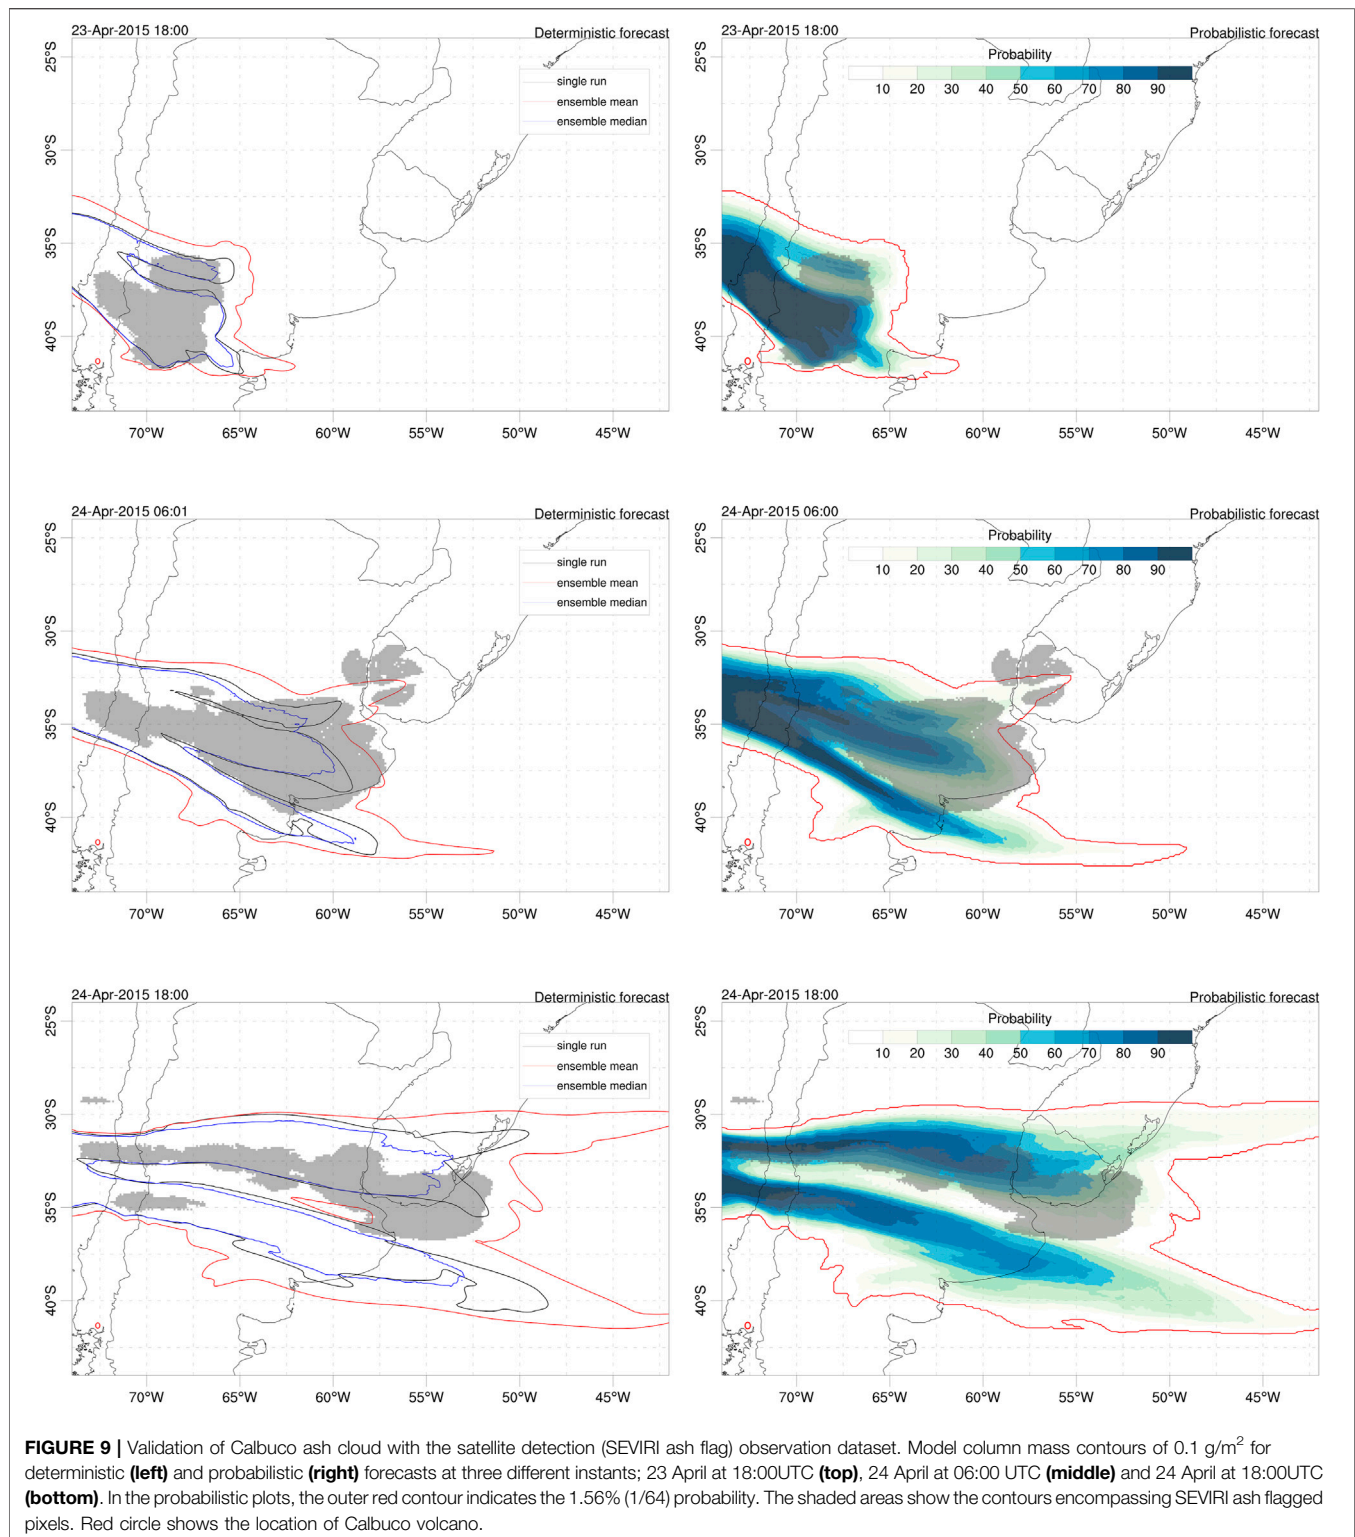 23-Apr-2015 18:00
Deterministic forecast
single run
ensemble mean
ensemble median
25°S
30°S
35°S
40°S
70°W 65°W 60°W 55°W 50°W 45°W
23-Apr-2015 18:00
Probabilistic forecast
Probability
10 20 30 40 50 60 70 80 90
25°S
30°S
35°S
40°S
70°W 65°W 60°W 55°W 50°W 45°W
24-Apr-2015 06:01
Deterministic forecast
single run
ensemble mean
ensemble median
25°S
30°S
35°S
40°S
70°W 65°W 60°W 55°W 50°W 45°W
24-Apr-2015 06:00
Probabilistic forecast
Probability
10 20 30 40 50 60 70 80 90
25°S
30°S
35°S
40°S
70°W 65°W 60°W 55°W 50°W 45°W
24-Apr-2015 18:00
Deterministic forecast
single run
ensemble mean
ensemble median
25°S
30°S
35°S
40°S
70°W 65°W 60°W 55°W 50°W 45°W
24-Apr-2015 18:00
Probabilistic forecast
Probability
10 20 30 40 50 60 70 80 90
25°S
30°S
35°S
40°S
70°W 65°W 60°W 55°W 50°W 45°W
FIGURE 9 | Validation of Calbuco ash cloud with the satellite detection (SEVIRI ash flag) observation dataset. Model column mass contours of 0.1 g/m² for
deterministic (left) and probabilistic (right) forecasts at three different instants; 23 April at 18:00UTC (top), 24 April at 06:00 UTC (middle) and 24 April at 18:00UTC
(bottom). In the probabilistic plots, the outer red contour indicates the 1.56% (1/64) probability. The shaded areas show the contours encompassing SEVIRI ash flagged
pixels. Red circle shows the location of Calbuco volcano.